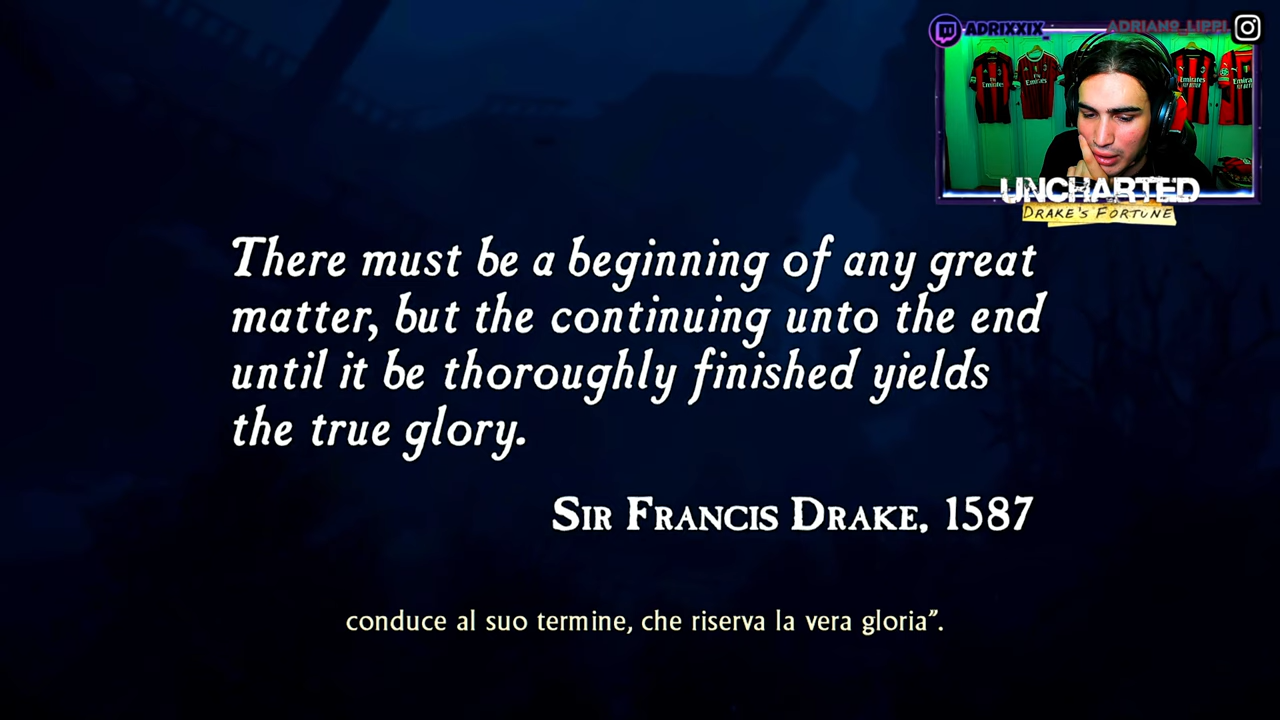 ADRIXXIX_
ADRIANO_LIPPI_
UNCHARTED
DRAKE'S FORTUNE
There must be a beginning of any great
matter, but the continuing unto the end
until it be thoroughly finished yields
the true glory.
SIR FRANCIS DRAKE, 1587
conduce al suo termine, che riserva la vera gloria”.